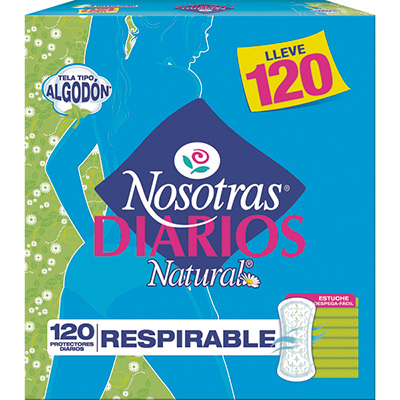 LLEVE
120
TELA TIPO
ALGODÓN
Nosotras®
DIARIOS
Natural®
ESTUCHE
DESPEGA-FÁCIL
120
PROTECTORES
DIARIOS
RESPIRABLE